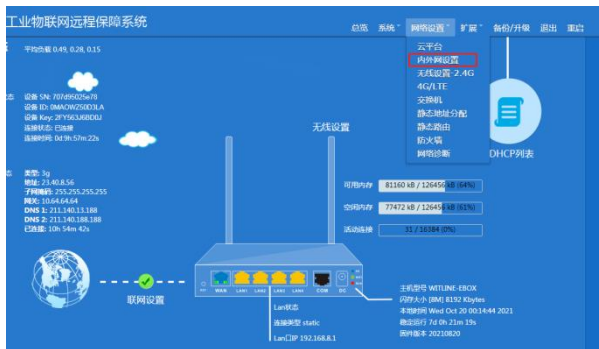 工业物联网远程保障系统
总览 系统 网络设置 扩展 备份/升级 退出 重启
平均负载 0.49, 0.28, 0.15
云平台
内外网设置
无线设置-2.4G
4G/LTE
交换机
静态地址分配
静态路由
防火墙
网络诊断
DHCP列表
设备 SN: 707d95025e78
设备 ID: 0MAOWZS0D3LA
设备 Key: 2FY563J6BD0J
连接状态: 已连接
连接时间: 0d 9h 57m 22s
无线设置
类型: 3g
地址: 23.40.8.56
子网掩码: 255.255.255.255
网关: 10.64.64.64
DNS 1: 211.140.13.188
DNS 2: 211.140.188.188
已连接: 10h 54m 42s
可用内存 81160 kB / 126456 kB (64%)
空闲内存 77472 kB / 126456 kB (61%)
活动连接 31 / 16384 (0%)
联网设置
WAN LAN1 LAN2 LAN3 LAN4 COM DC
Lan状态
连接类型 static
Lan口IP 192.168.8.1
主机型号 WITLINE-EBOX
闪存大小 [8M] 8192 Kbytes
本地时间 Wed Oct 20 00:14:44 2021
稳定运行 7d 0h 21m 19s
固件版本 20210820